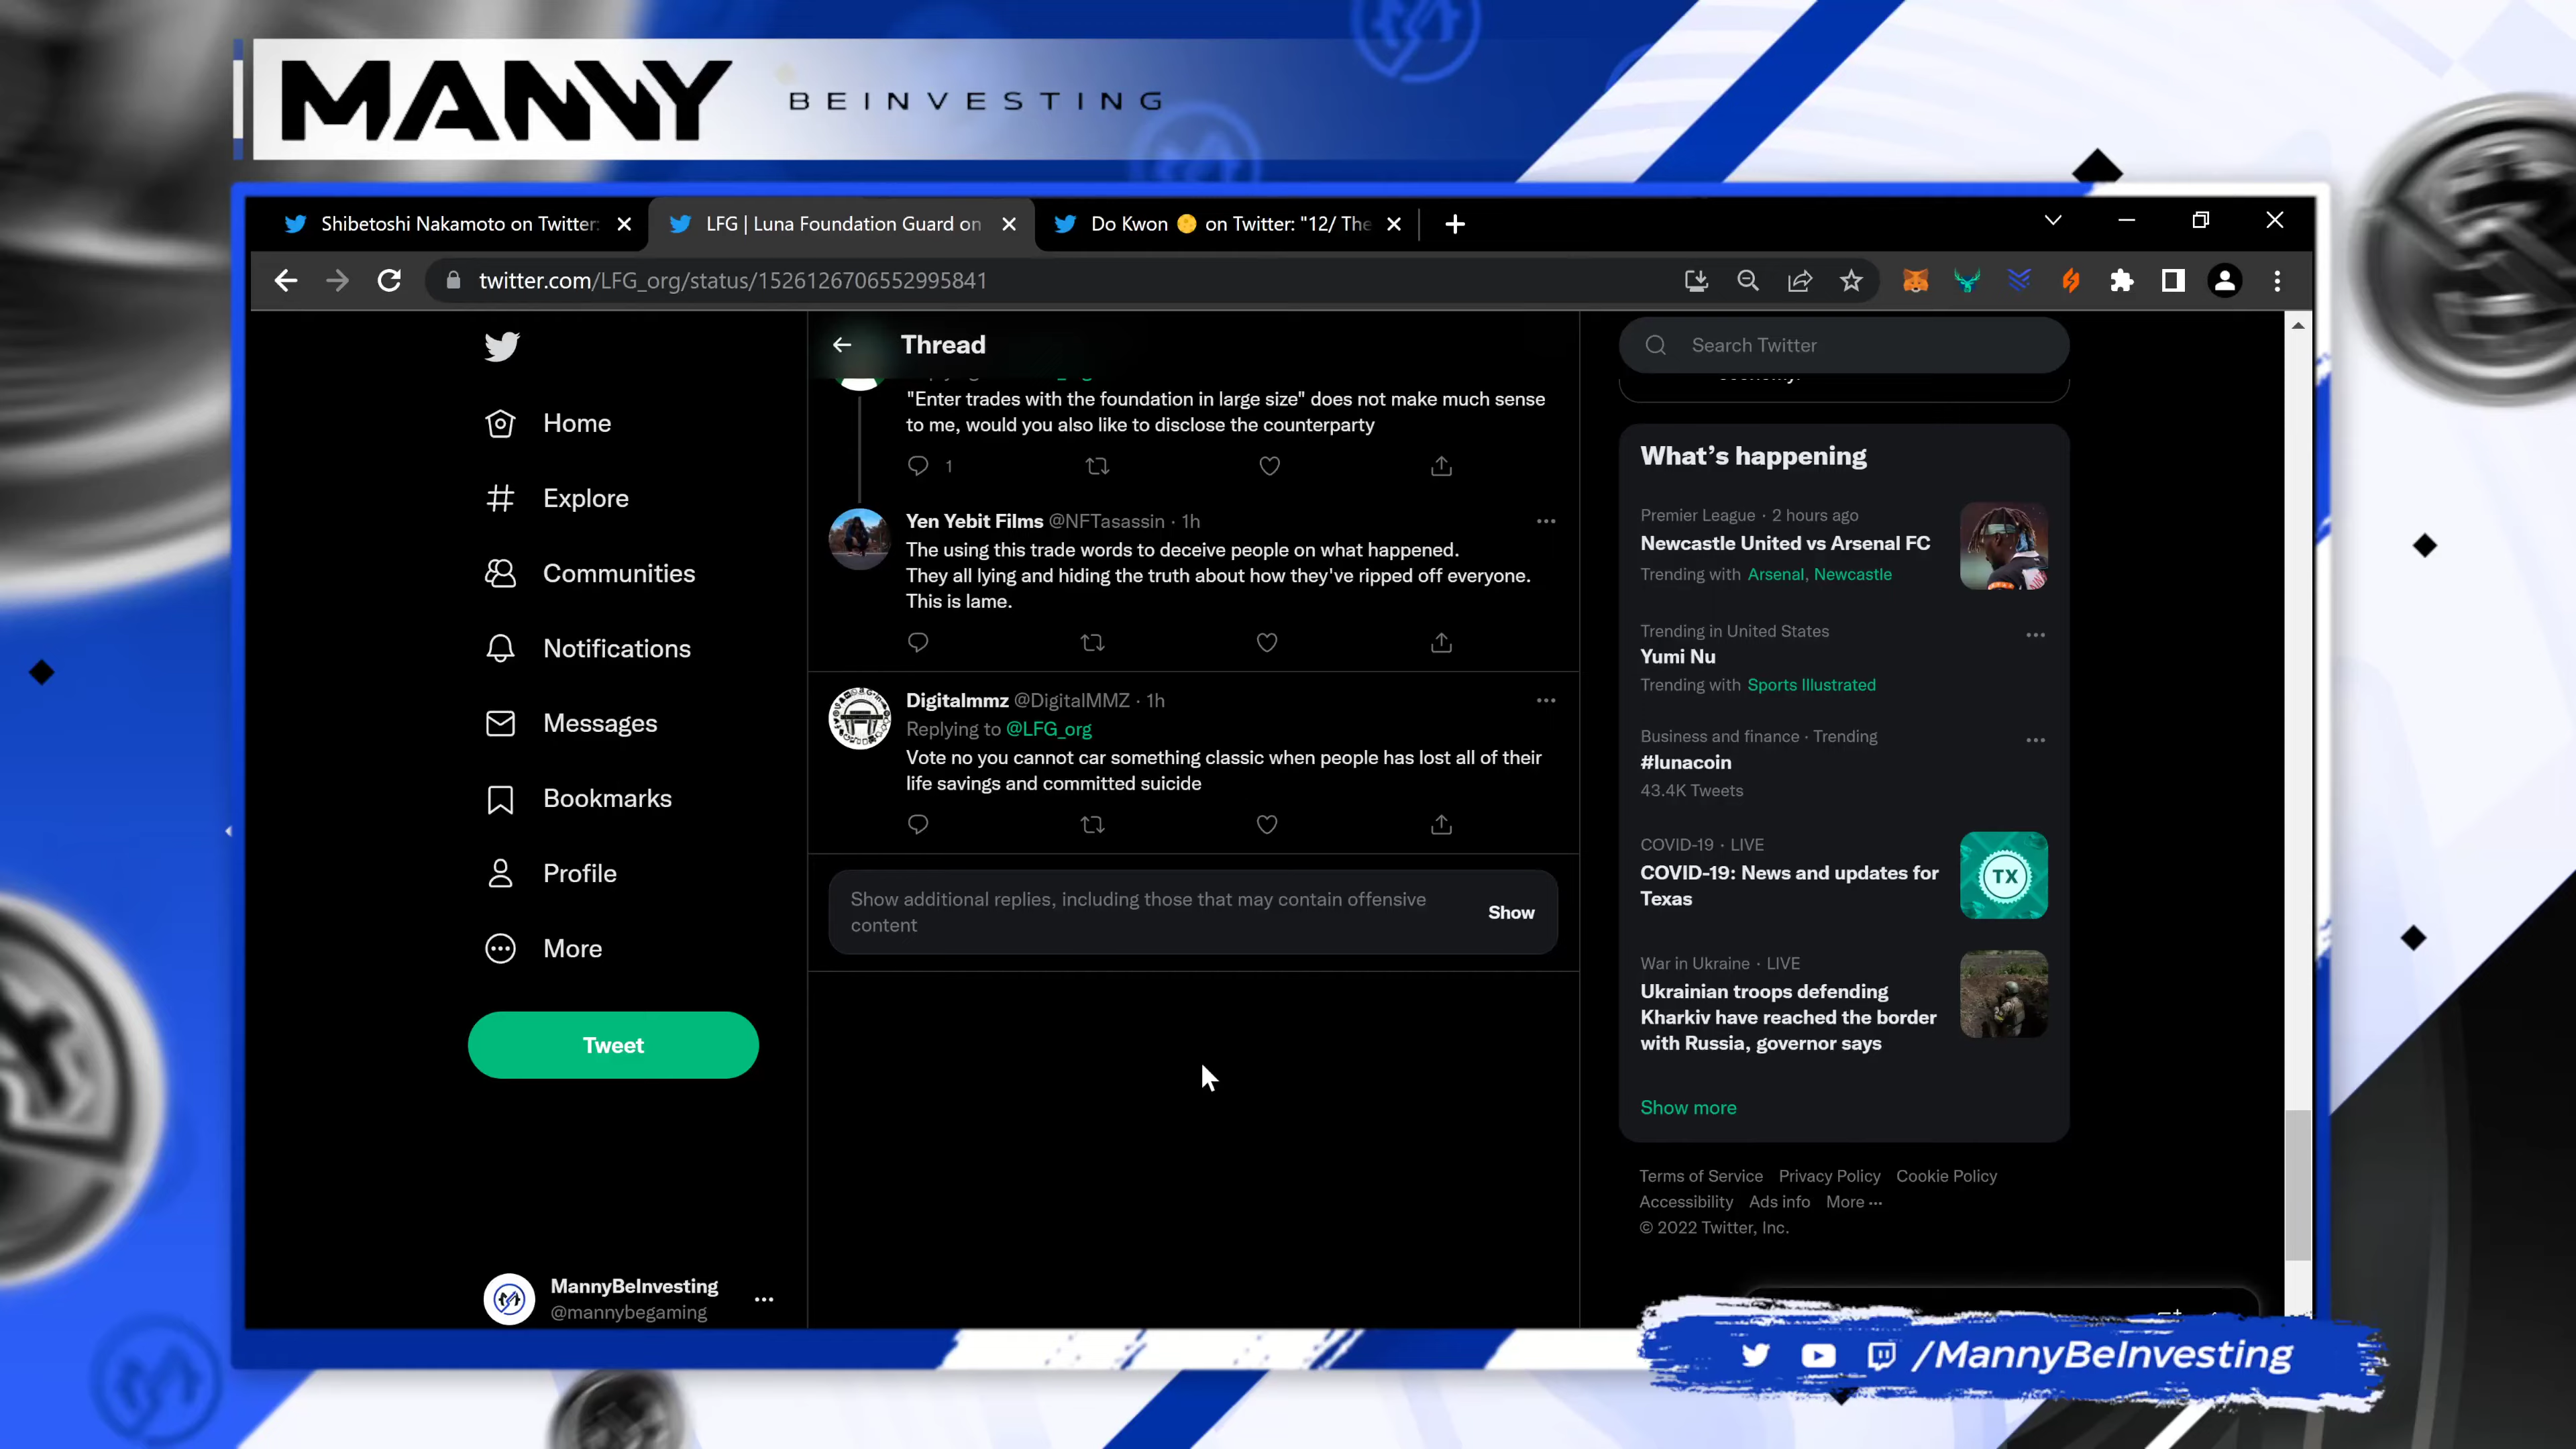 MANNY BEINVESTING
Shibetoshi Nakamoto on Twitter:
LFG | Luna Foundation Guard on
Do Kwon on Twitter: "12/ The
twitter.com/LFG_org/status/1526126706552995841
Home
Explore
Communities
Notifications
Messages
Bookmarks
Profile
More
Tweet
MannyBeInvesting
@mannybegaming
Thread
"Enter trades with the foundation in large size" does not make much sense
to me, would you also like to disclose the counterparty
1
Yen Yebit Films @NFTasassin · 1h
The using this trade words to deceive people on what happened.
They all lying and hiding the truth about how they've ripped off everyone.
This is lame.
Digitalmmz @DigitalMMZ · 1h
Replying to @LFG_org
Vote no you cannot car something classic when people has lost all of their
life savings and committed suicide
Show additional replies, including those that may contain offensive
content
Show
Search Twitter
What's happening
Premier League · 2 hours ago
Newcastle United vs Arsenal FC
Trending with Arsenal, Newcastle
Trending in United States
Yumi Nu
Trending with Sports Illustrated
Business and finance · Trending
#lunacoin
43.4K Tweets
COVID-19 · LIVE
COVID-19: News and updates for
Texas
TX
War in Ukraine · LIVE
Ukrainian troops defending
Kharkiv have reached the border
with Russia, governor says
Show more
Terms of Service Privacy Policy Cookie Policy
Accessibility Ads info More ···
© 2022 Twitter, Inc.
/MannyBeInvesting